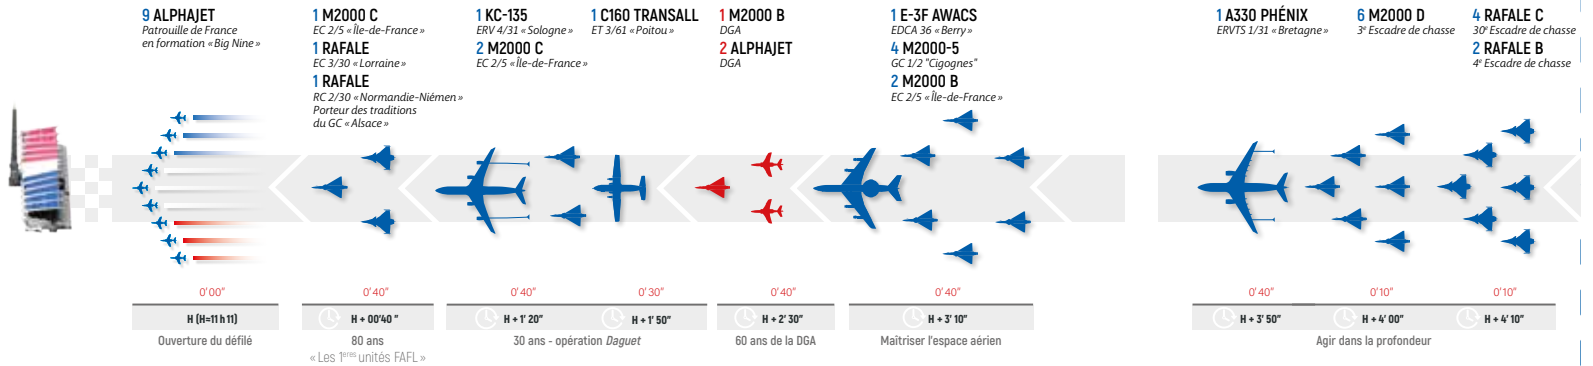 9 ALPHAJET
Patrouille de France
en formation «Big Nine»
1 M2000 C
EC 2/5 «Île-de-France»
1 RAFALE
EC 3/30 «Lorraine»
1 RAFALE
RC 2/30 «Normandie-Niémen»
Porteur des traditions
du GC «Alsace»
1 KC-135
ERV 4/31 «Sologne»
2 M2000 C
EC 2/5 «Île-de-France»
1 C160 TRANSALL
ET 3/61 «Poitou»
1 M2000 B
DGA
2 ALPHAJET
DGA
1 E-3F AWACS
EDCA 36 «Berry»
4 M2000-5
GC 1/2 "Cigognes"
2 M2000 B
EC 2/5 «Île-de-France»
1 A330 PHÉNIX
ERVTS 1/31 «Bretagne»
6 M2000 D
3e Escadre de chasse
4 RAFALE C
30e Escadre de chasse
2 RAFALE B
4e Escadre de chasse
0'00"
0'40"
0'40"
0'30"
0'40"
0'40"
0'40"
0'10"
0'10"
H (H=11 h 11)
H + 00'40 "
H + 1' 20"
H + 1' 50"
H + 2' 30"
H + 3' 10"
H + 3' 50"
H + 4' 00"
H + 4' 10"
Ouverture du défilé
80 ans
«Les 1eres unités FAFL»
30 ans - opération Daguet
60 ans de la DGA
Maîtriser l'espace aérien
Agir dans la profondeur